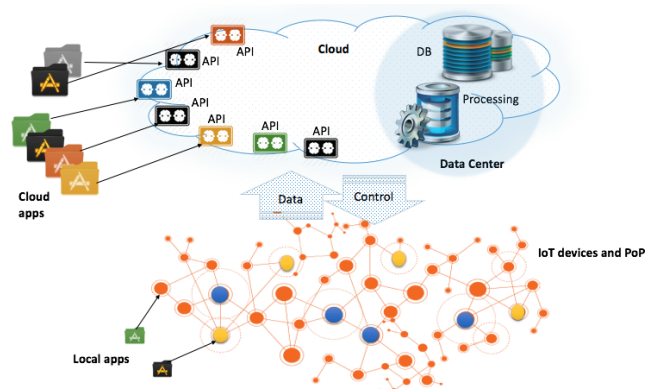 API
Cloud
API
DB
API
API
Processing
API
API
API
Data Center
Cloud
apps
Data
Control
IoT devices and PoP
Local apps